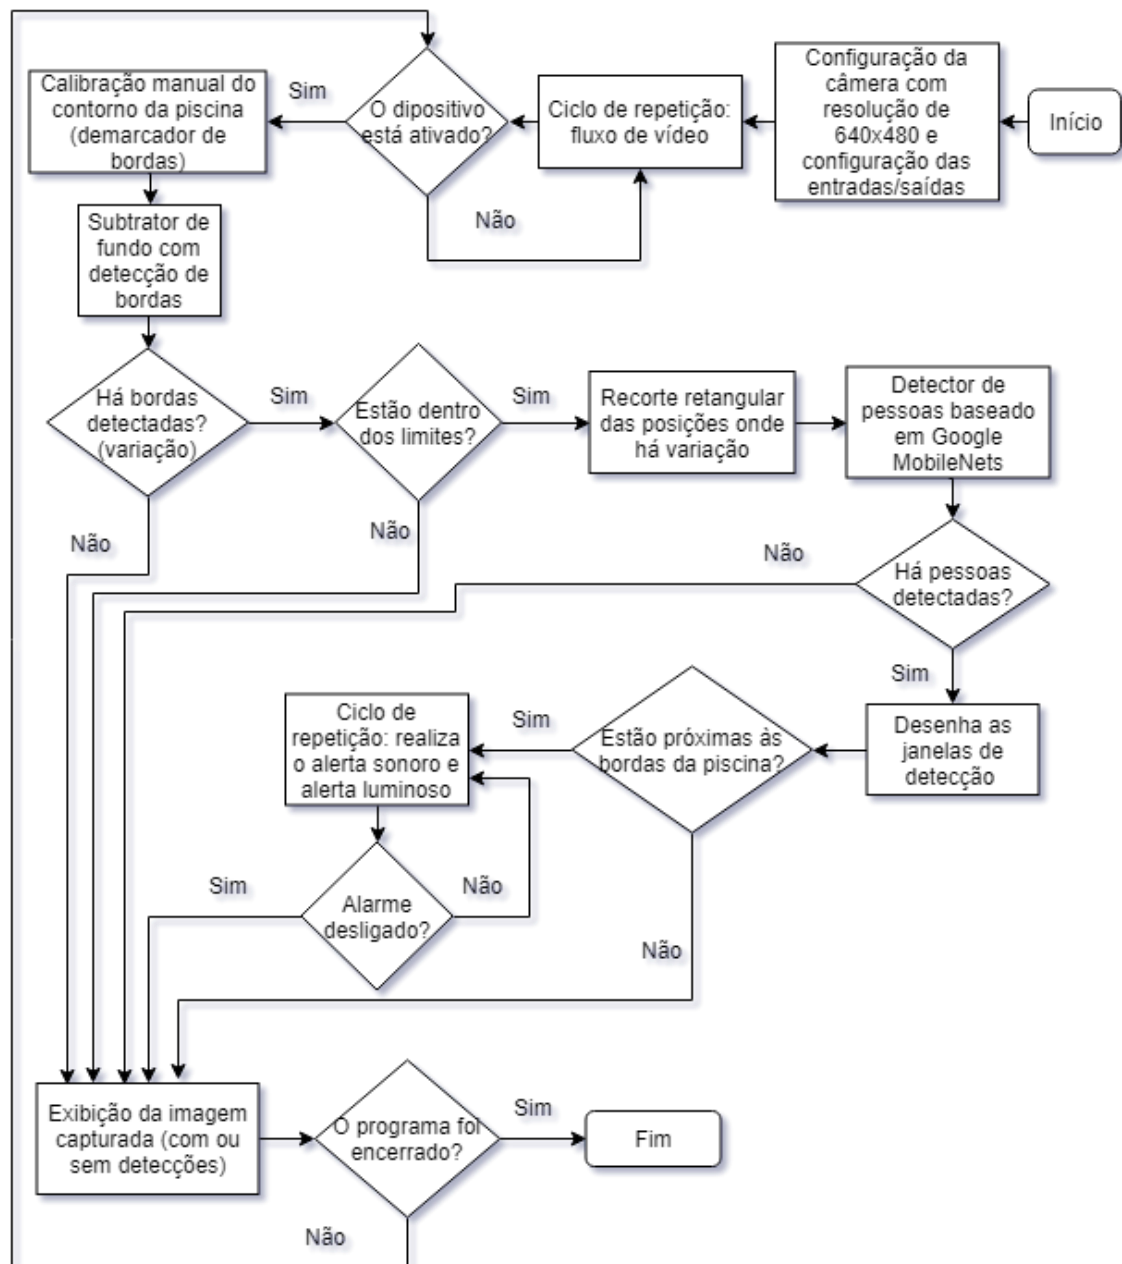 Início
Configuração da
câmera com
resolução de
640x480 e
configuração das
entradas/saídas
Ciclo de repetição:
fluxo de vídeo
O dipositivo
está ativado?
Sim
Não
Calibração manual do
contorno da piscina
(demarcador de
bordas)
Subtrator de
fundo com
detecção de
bordas
Há bordas
detectadas?
(variação)
Sim
Não
Estão dentro
dos limites?
Sim
Não
Recorte retangular
das posições onde
há variação
Detector de
pessoas baseado
em Google
MobileNets
Há pessoas
detectadas?
Não
Sim
Desenha as
janelas de
detecção
Estão próximas às
bordas da piscina?
Sim
Não
Ciclo de
repetição: realiza
o alerta sonoro e
alerta luminoso
Alarme
desligado?
Sim
Não
Exibição da imagem
capturada (com ou
sem detecções)
O programa foi
encerrado?
Sim
Não
Fim